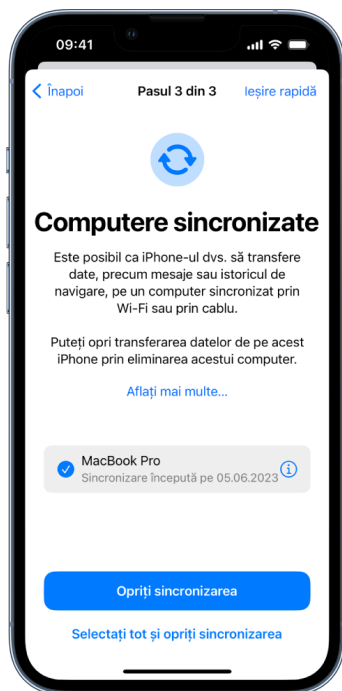 09:41
Înapoi Pasul 3 din 3 Ieșire rapidă
Computere sincronizate
Este posibil ca iPhone-ul dvs. să transfere
date, precum mesaje sau istoricul de
navigare, pe un computer sincronizat prin
Wi-Fi sau prin cablu.
Puteți opri transferarea datelor de pe acest
iPhone prin eliminarea acestui computer.
Aflați mai multe...
MacBook Pro
Sincronizare începută pe 05.06.2023
Opriți sincronizarea
Selectați tot și opriți sincronizarea